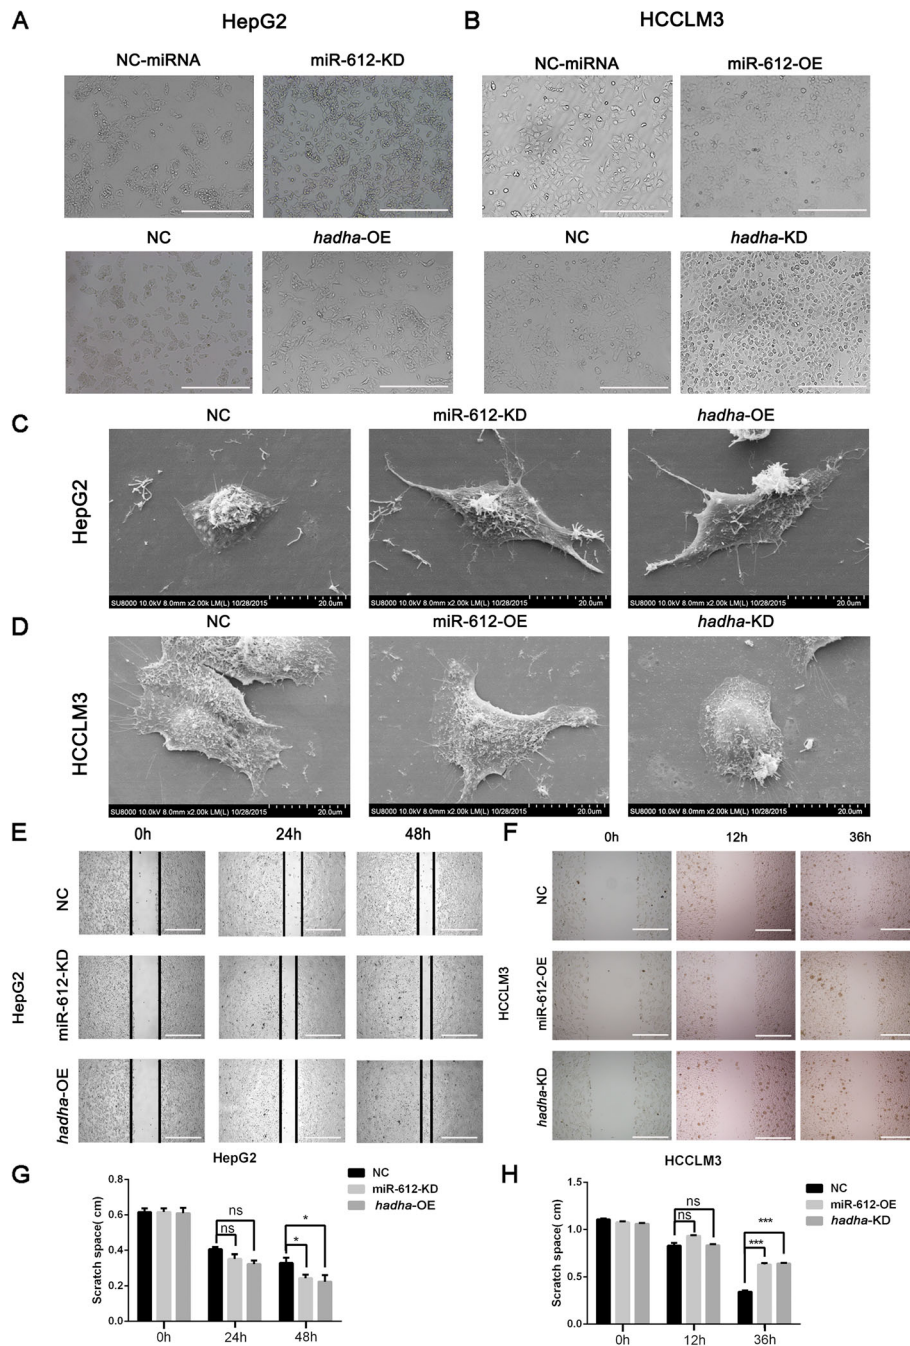 A HepG2 B HCCLM3
NC-miRNA miR-612-KD NC-miRNA miR-612-OE
NC hadha-OE NC hadha-KD
C NC miR-612-KD hadha-OE
HepG2
SU8000 10.0kV 8.0mm x2.00k LM(L) 10/28/2015 20.0um
SU8000 10.0kV 8.0mm x2.00k LM(L) 10/28/2015 20.0um
SU8000 10.0kV 8.0mm x2.00k LM(L) 10/28/2015 20.0um
D NC miR-612-OE hadha-KD
HCCLM3
SU8000 10.0kV 8.0mm x2.00k LM(L) 10/28/2015 20.0um
SU8000 10.0kV 8.0mm x2.00k LM(L) 10/28/2015 20.0um
SU8000 10.0kV 8.0mm x2.00k LM(L) 10/28/2015 20.0um
E 0h 24h 48h
HepG2
NC
miR-612-KD
hadha-OE
F 0h 12h 36h
HCCLM3
NC
miR-612-OE
hadha-KD
G HepG2
NC
miR-612-KD
hadha-OE
Scratch space( cm)
0.8
0.6
0.4
0.2
0.0
ns
ns
*
*
0h 24h 48h
H HCCLM3
NC
miR-612-OE
hadha-KD
Scratch space( cm)
1.5
1.0
0.5
0.0
ns
ns
***
***
0h 12h 36h